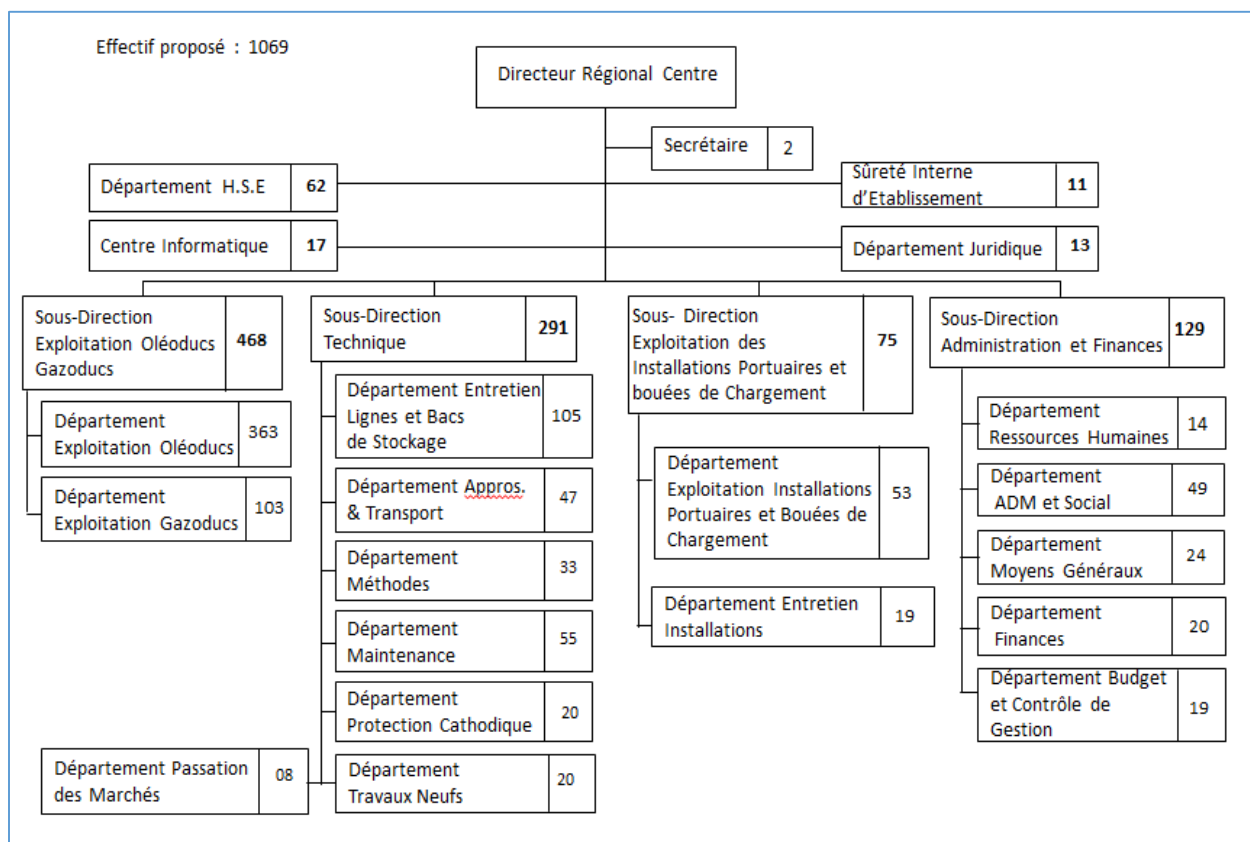 Effectif proposé : 1069
Directeur Régional Centre
Secrétaire 2
Département H.S.E 62
Sûreté Interne
d’Etablissement 11
Centre Informatique 17
Département Juridique 13
Sous-Direction
Exploitation Oléoducs
Gazoducs
468
Département
Exploitation Oléoducs
363
Département
Exploitation Gazoducs
103
Sous-Direction
Technique
291
Département Entretien
Lignes et Bacs
de Stockage
105
Département Appros.
& Transport
47
Département
Méthodes
33
Département
Maintenance
55
Département
Protection Cathodique
20
Département Passation
des Marchés
08
Département
Travaux Neufs
20
Sous- Direction
Exploitation des
Installations Portuaires et
bouées de Chargement
75
Département
Exploitation Installations
Portuaires et Bouées de
Chargement
53
Département Entretien
Installations
19
Sous-Direction
Administration et Finances
129
Département
Ressources Humaines
14
Département
ADM et Social
49
Département
Moyens Généraux
24
Département
Finances
20
Département Budget
et Contrôle de
Gestion
19